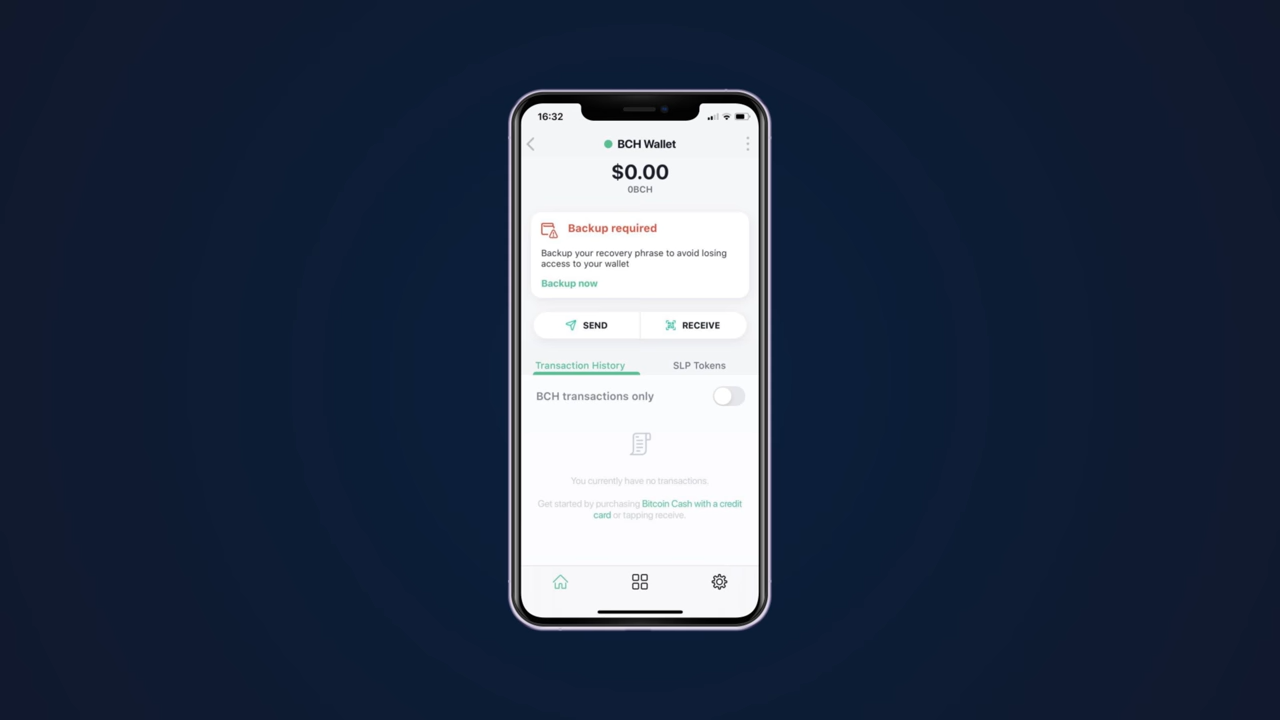 16:32
BCH Wallet
$0.00
0BCH
Backup required
Backup your recovery phrase to avoid losing
access to your wallet
Backup now
SEND
RECEIVE
Transaction History
SLP Tokens
BCH transactions only
You currently have no transactions.
Get started by purchasing Bitcoin Cash with a credit
card or tapping receive.